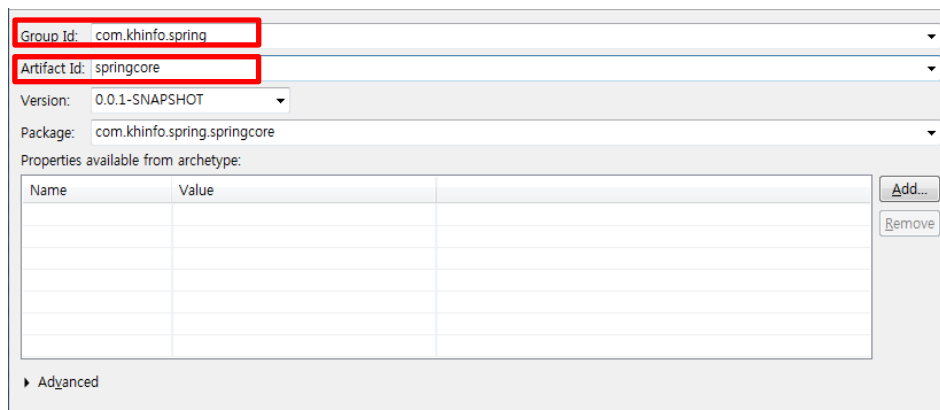 Group Id: com.khinfo.spring
Artifact Id: springcore
Version: 0.0.1-SNAPSHOT
Package: com.khinfo.spring.springcore
Properties available from archetype:
Name Value
Add...
Remove
Advanced